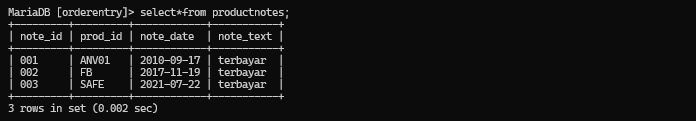 MariaDB [orderentry]> select*from productnotes;
+---------+---------+------------+-----------+
| note_id | prod_id | note_date  | note_text |
+---------+---------+------------+-----------+
| 001     | ANV01   | 2010-09-17 | terbayar  |
| 002     | FB      | 2017-11-19 | terbayar  |
| 003     | SAFE    | 2021-07-22 | terbayar  |
+---------+---------+------------+-----------+
3 rows in set (0.002 sec)